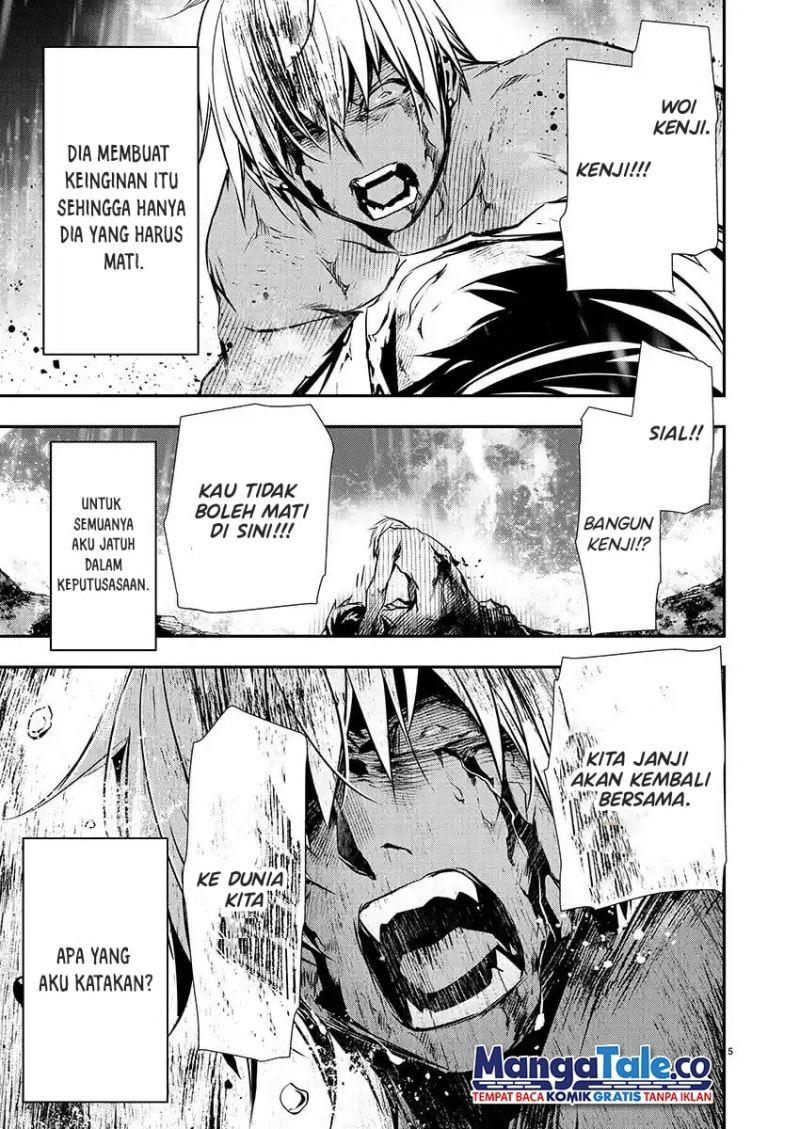 WOI
KENJI.
KENJI!!!
DIA MEMBUAT
KEINGINAN ITU
SEHINGGA HANYA
DIA YANG HARUS
MATI.
SIAL!!
BANGUN
KENJI!?
KAU TIDAK
BOLEH MATI
DI SINI!!!
UNTUK
SEMUANYA
AKU JATUH
DALAM
KEPUTUSASAAN.
KITA JANJI
AKAN KEMBALI
BERSAMA.
KE DUNIA
KITA
APA YANG
AKU KATAKAN?
5
MangaTale.co
TEMPAT BACA KOMIK GRATIS TANPA IKLAN